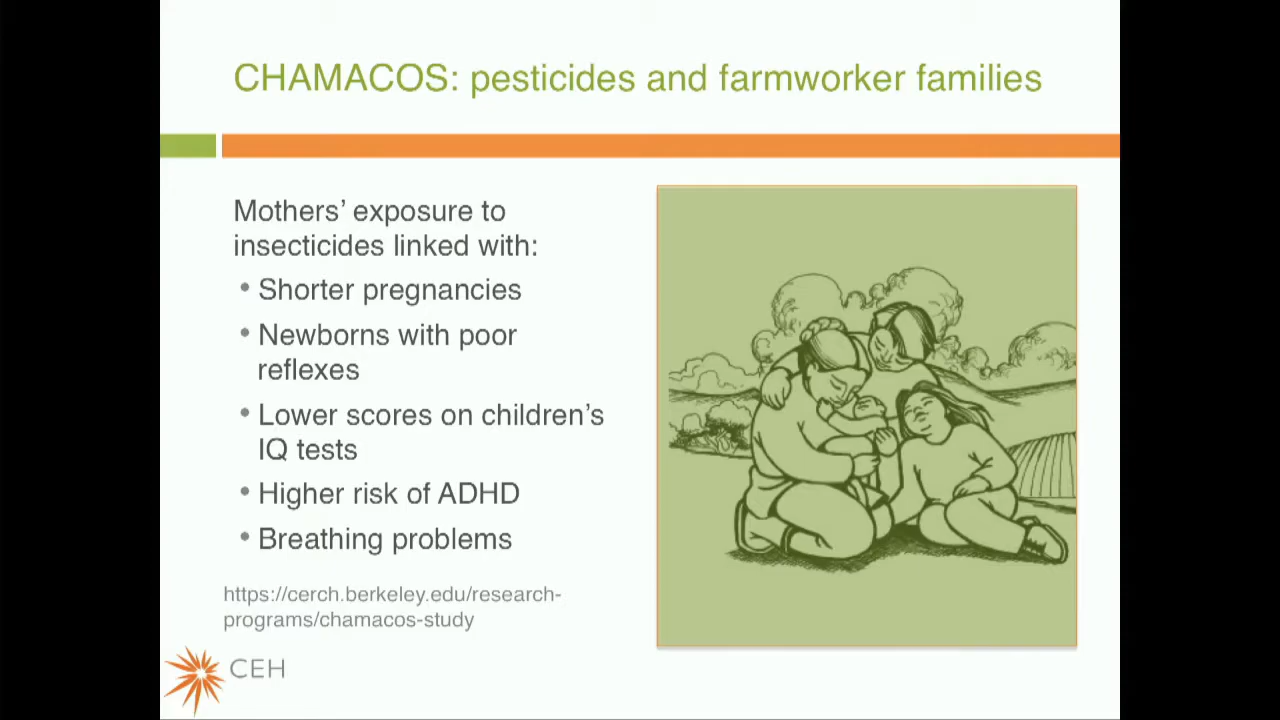 CHAMACOS: pesticides and farmworker families
Mothers’ exposure to
insecticides linked with:
• Shorter pregnancies
• Newborns with poor
reflexes
• Lower scores on children’s
IQ tests
• Higher risk of ADHD
• Breathing problems
https://cerch.berkeley.edu/research-
programs/chamacos-study
CEH